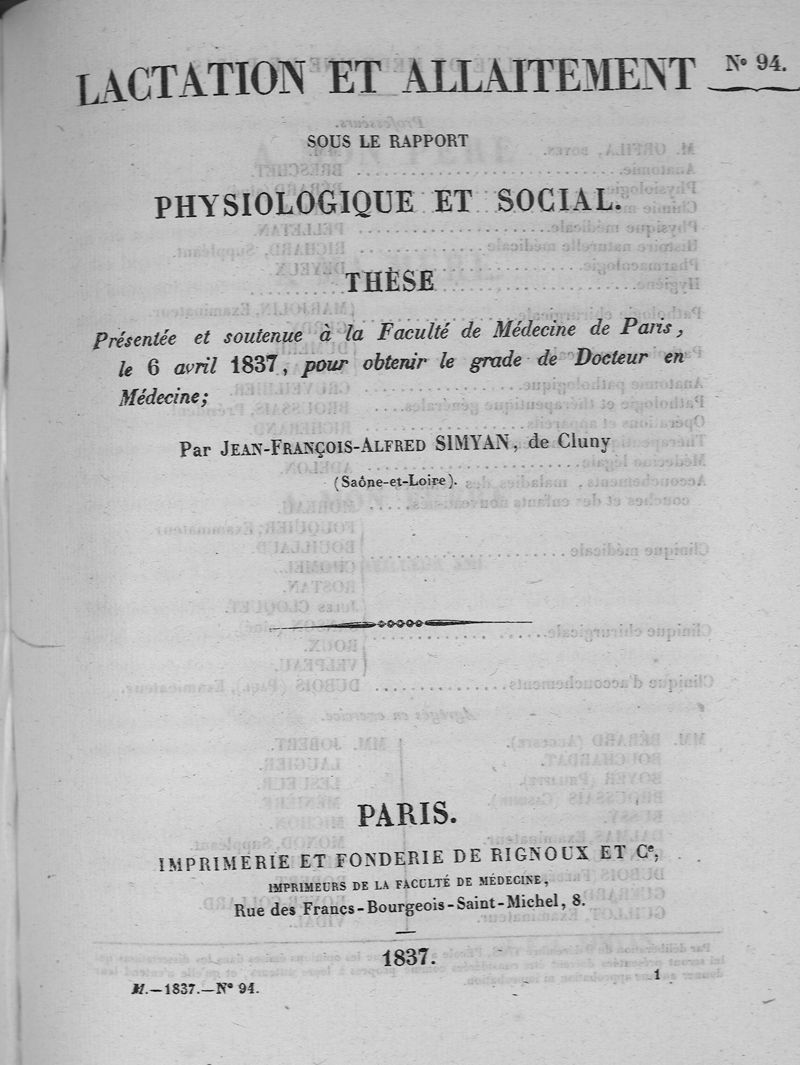 LACTATION ET ALLAITEMENT
N° 94.
SOUS LE RAPPORT
PHYSIOLOGIQUE ET SOCIAL.
THÈSE
Présentée et soutenue à la Faculté de Médecine de Paris,
le 6 avril 1837, pour obtenir le grade de Docteur en
Médecine;
Par JEAN-FRANÇOIS-ALFRED SIMYAN, de Cluny
(Saône-et-Loire).
PARIS.
IMPRIMERIE ET FONDERIE DE RIGNOUX ET Ce,
IMPRIMEURS DE LA FACULTÉ DE MÉDECINE,
Rue des Francs-Bourgeois-Saint-Michel, 8.
1837.
M.—1837.—N° 94.
1